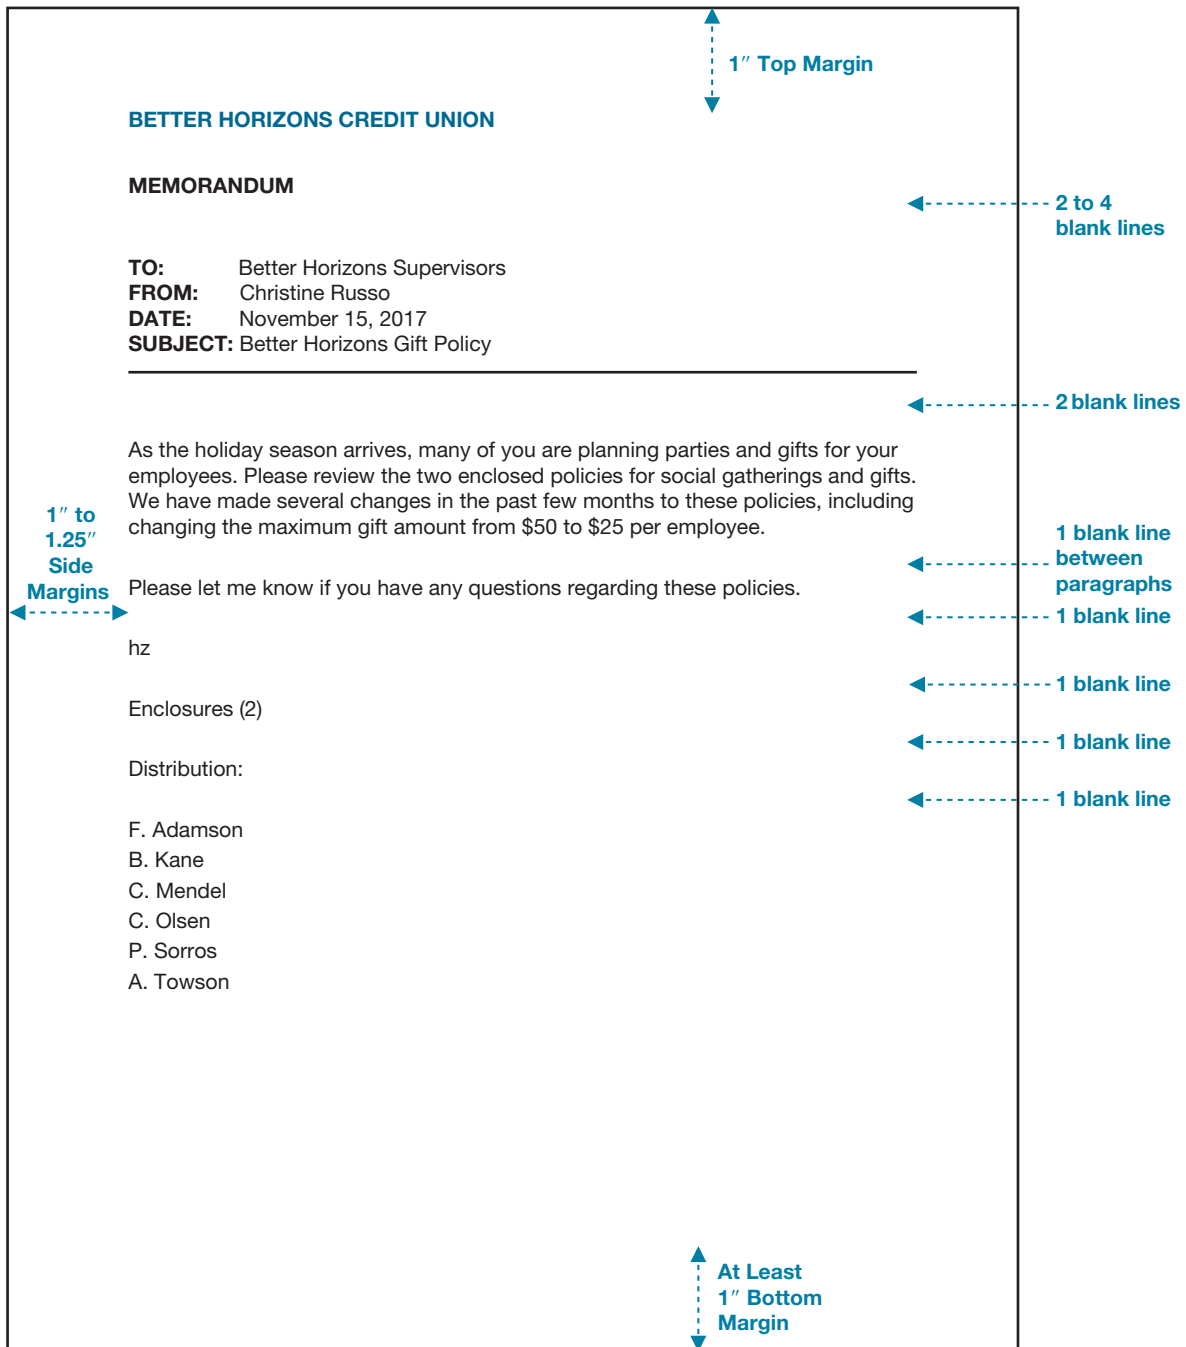 1″ Top Margin
BETTER HORIZONS CREDIT UNION
MEMORANDUM
2 to 4
blank lines
TO: Better Horizons Supervisors
FROM: Christine Russo
DATE: November 15, 2017
SUBJECT: Better Horizons Gift Policy
2 blank lines
As the holiday season arrives, many of you are planning parties and gifts for your
employees. Please review the two enclosed policies for social gatherings and gifts.
We have made several changes in the past few months to these policies, including
changing the maximum gift amount from $50 to $25 per employee.
1″ to
1.25″
Side
Margins
1 blank line
between
paragraphs
Please let me know if you have any questions regarding these policies.
1 blank line
hz
1 blank line
Enclosures (2)
1 blank line
Distribution:
1 blank line
F. Adamson
B. Kane
C. Mendel
C. Olsen
P. Sorros
A. Towson
At Least
1″ Bottom
Margin